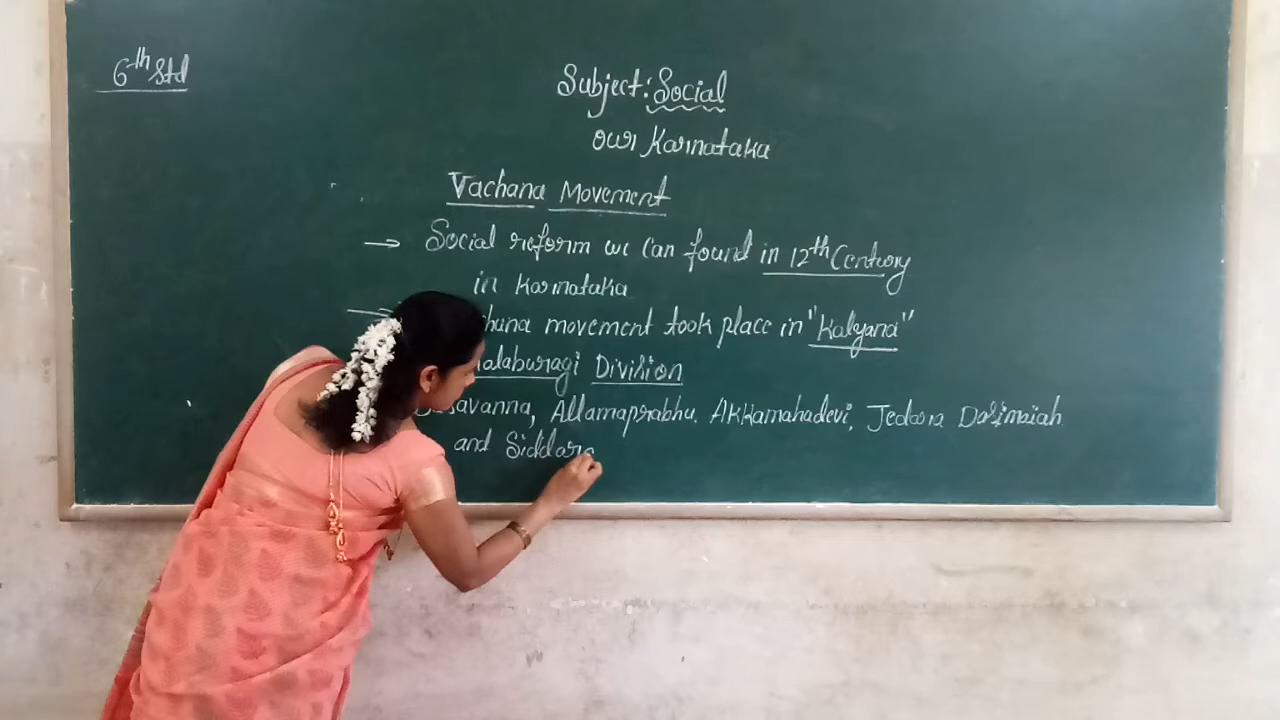 6th Std
Subject: Social
our Karnataka
Vachana Movement
→ Social reform we can found in 12th Century
in Karnataka
→ hana movement took place in "Kalyana"
alaburagi Division
savanna, Allamaprabhu. Akkamahadevi, Jedara Dasimaiah
and Siddara